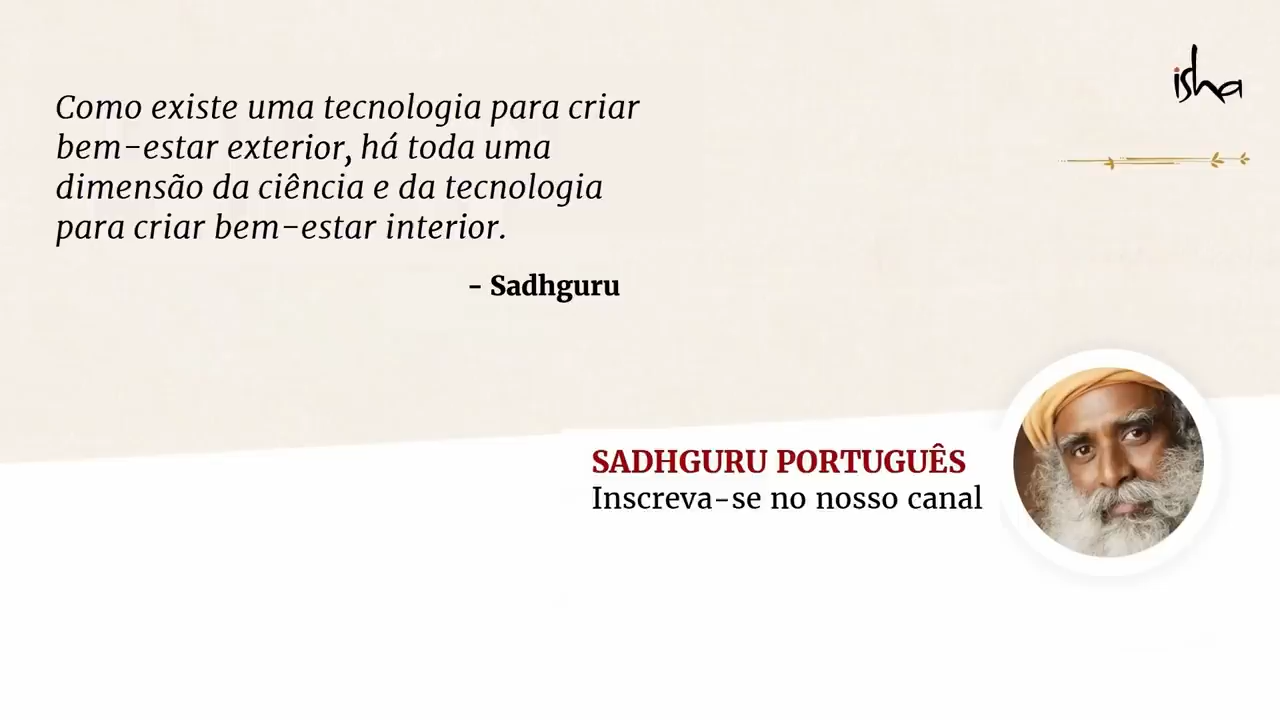 isha
Como existe uma tecnologia para criar
bem-estar exterior, há toda uma
dimensão da ciência e da tecnologia
para criar bem-estar interior.
- Sadhguru
SADHGURU PORTUGUÊS
Inscreva-se no nosso canal